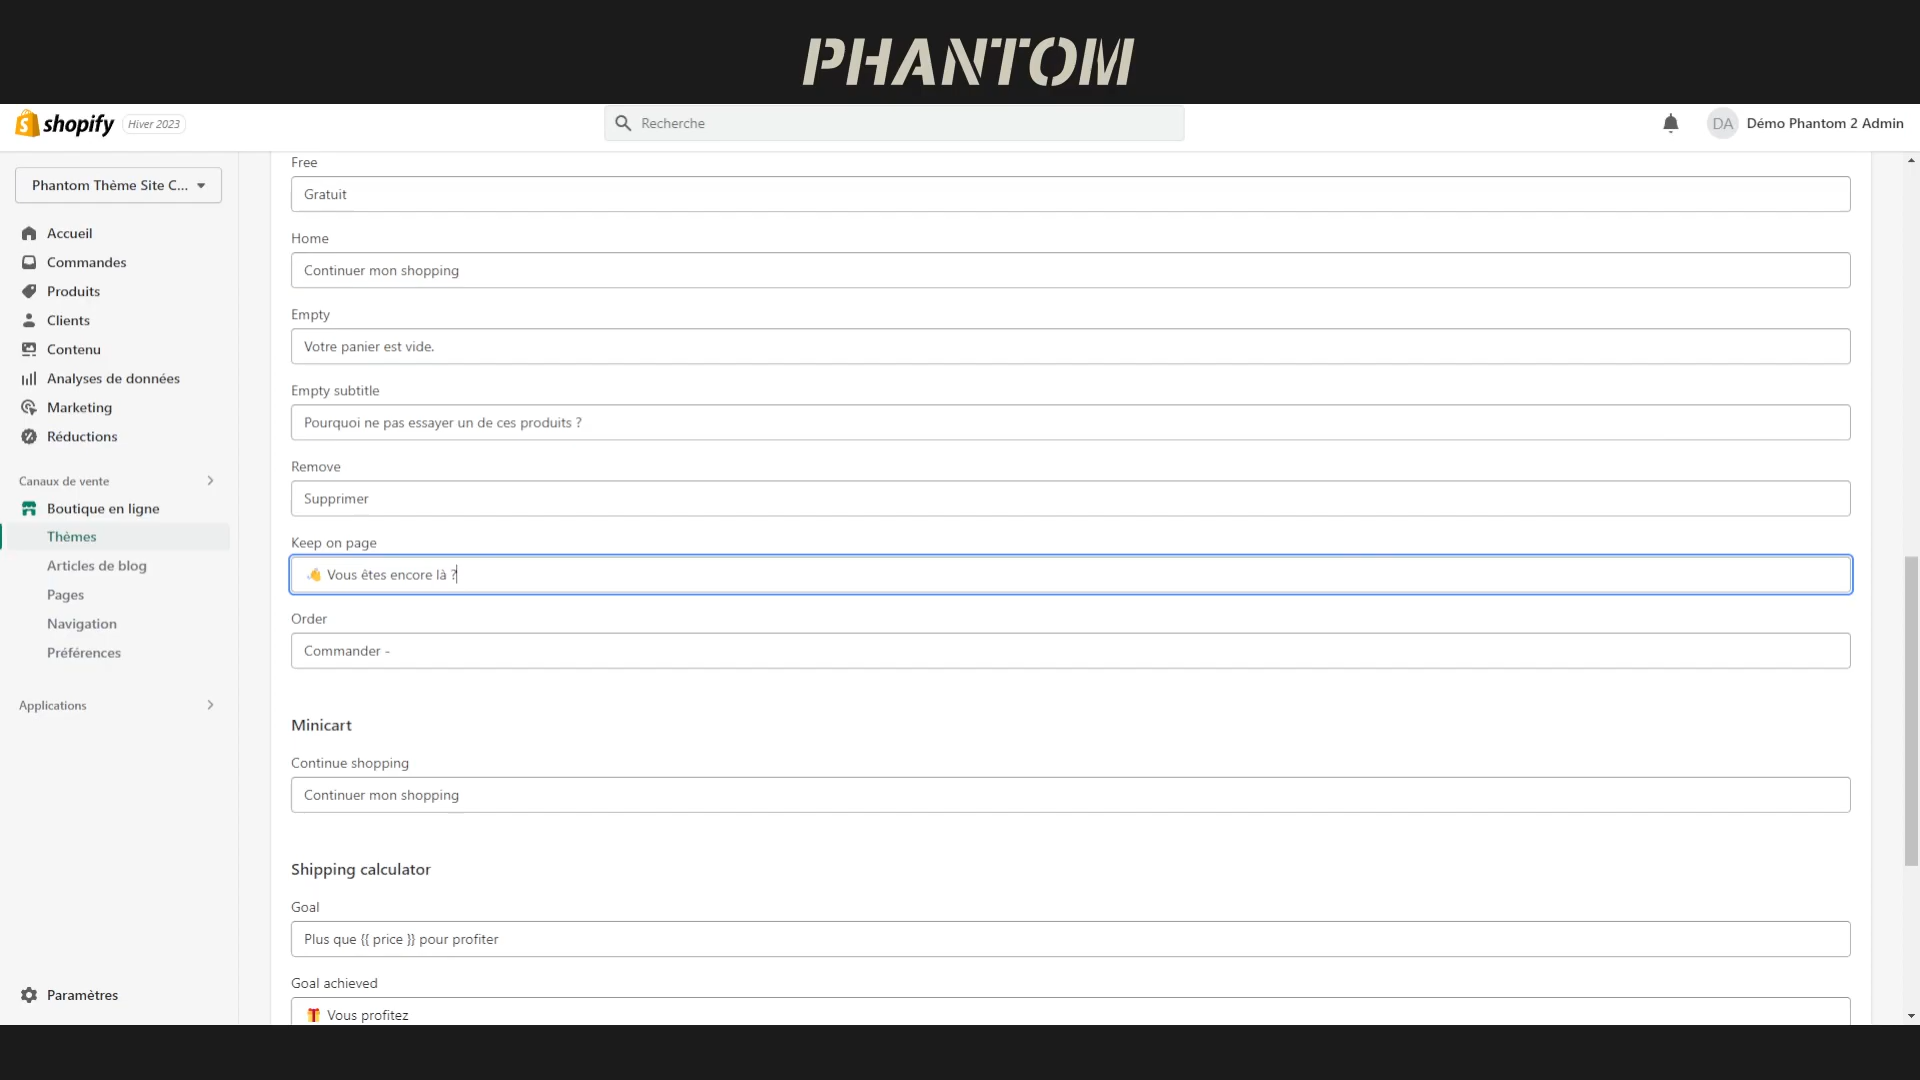 PHANTOM
shopify Hiver 2023
Recherche
DA Démo Phantom 2 Admin
Phantom Thème Site C...
Accueil
Commandes
Produits
Clients
Contenu
Analyses de données
Marketing
Réductions
Canaux de vente
Boutique en ligne
Thèmes
Articles de blog
Pages
Navigation
Préférences
Applications
Paramètres
Free
Gratuit
Home
Continuer mon shopping
Empty
Votre panier est vide.
Empty subtitle
Pourquoi ne pas essayer un de ces produits ?
Remove
Supprimer
Keep on page
👋 Vous êtes encore là ?
Order
Commander -
Minicart
Continue shopping
Continuer mon shopping
Shipping calculator
Goal
Plus que {{ price }} pour profiter
Goal achieved
🎁 Vous profitez